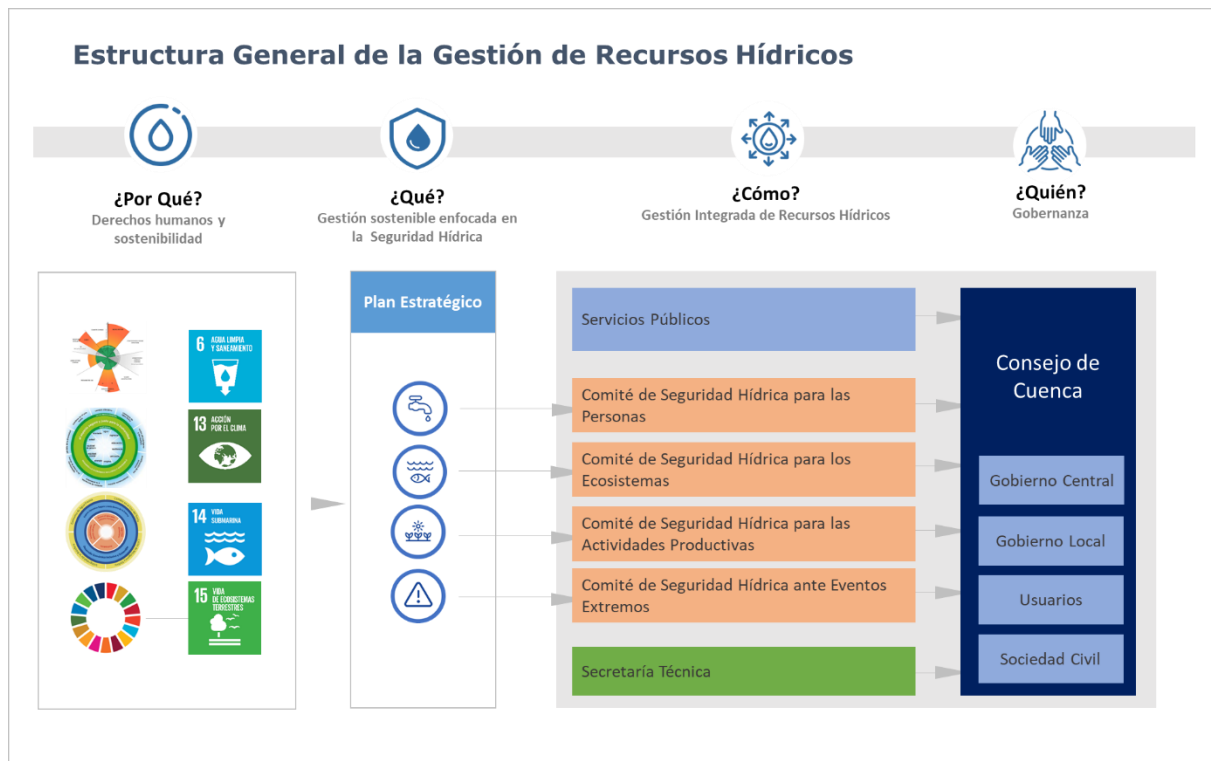 Estructura General de la Gestión de Recursos Hídricos
¿Por Qué?
Derechos humanos y
sostenibilidad
¿Qué?
Gestión sostenible enfocada en
la Seguridad Hídrica
¿Cómo?
Gestión Integrada de Recursos Hídricos
¿Quién?
Gobernanza
6 AGUA LIMPIA
Y SANEAMIENTO
13 ACCIÓN
POR EL CLIMA
14 VIDA
SUBMARINA
15 VIDA
DE ECOSISTEMAS
TERRESTRES
Plan Estratégico
Servicios Públicos
Comité de Seguridad Hídrica para las
Personas
Comité de Seguridad Hídrica para los
Ecosistemas
Comité de Seguridad Hídrica para las
Actividades Productivas
Comité de Seguridad Hídrica ante Eventos
Extremos
Secretaría Técnica
Consejo de
Cuenca
Gobierno Central
Gobierno Local
Usuarios
Sociedad Civil